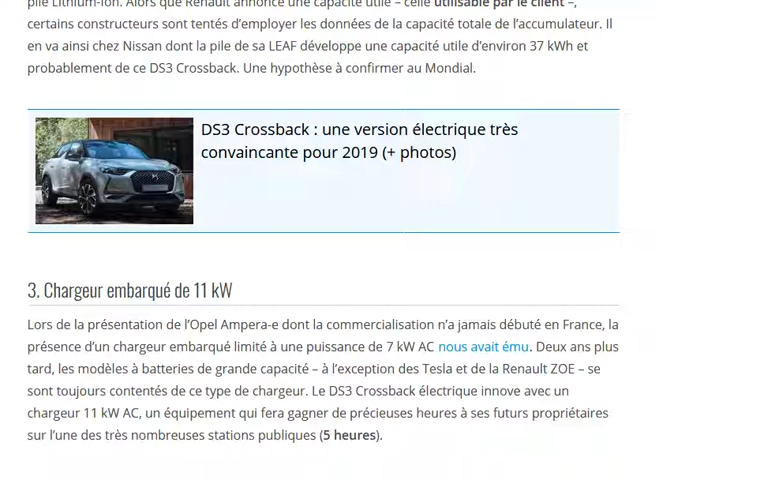 pile Lithium-Ion. Alors que Renault annonce une capacité utile – celle utilisable par le client –,
certains constructeurs sont tentés d’employer les données de la capacité totale de l’accumulateur. Il
en va ainsi chez Nissan dont la pile de sa LEAF développe une capacité utile d’environ 37 kWh et
probablement de ce DS3 Crossback. Une hypothèse à confirmer au Mondial.
DS3 Crossback : une version électrique très
convaincante pour 2019 (+ photos)
3. Chargeur embarqué de 11 kW
Lors de la présentation de l’Opel Ampera-e dont la commercialisation n’a jamais débuté en France, la
présence d’un chargeur embarqué limité à une puissance de 7 kW AC nous avait ému. Deux ans plus
tard, les modèles à batteries de grande capacité – à l’exception des Tesla et de la Renault ZOE – se
sont toujours contentés de ce type de chargeur. Le DS3 Crossback électrique innove avec un
chargeur 11 kW AC, un équipement qui fera gagner de précieuses heures à ses futurs propriétaires
sur l’une des très nombreuses stations publiques (5 heures).